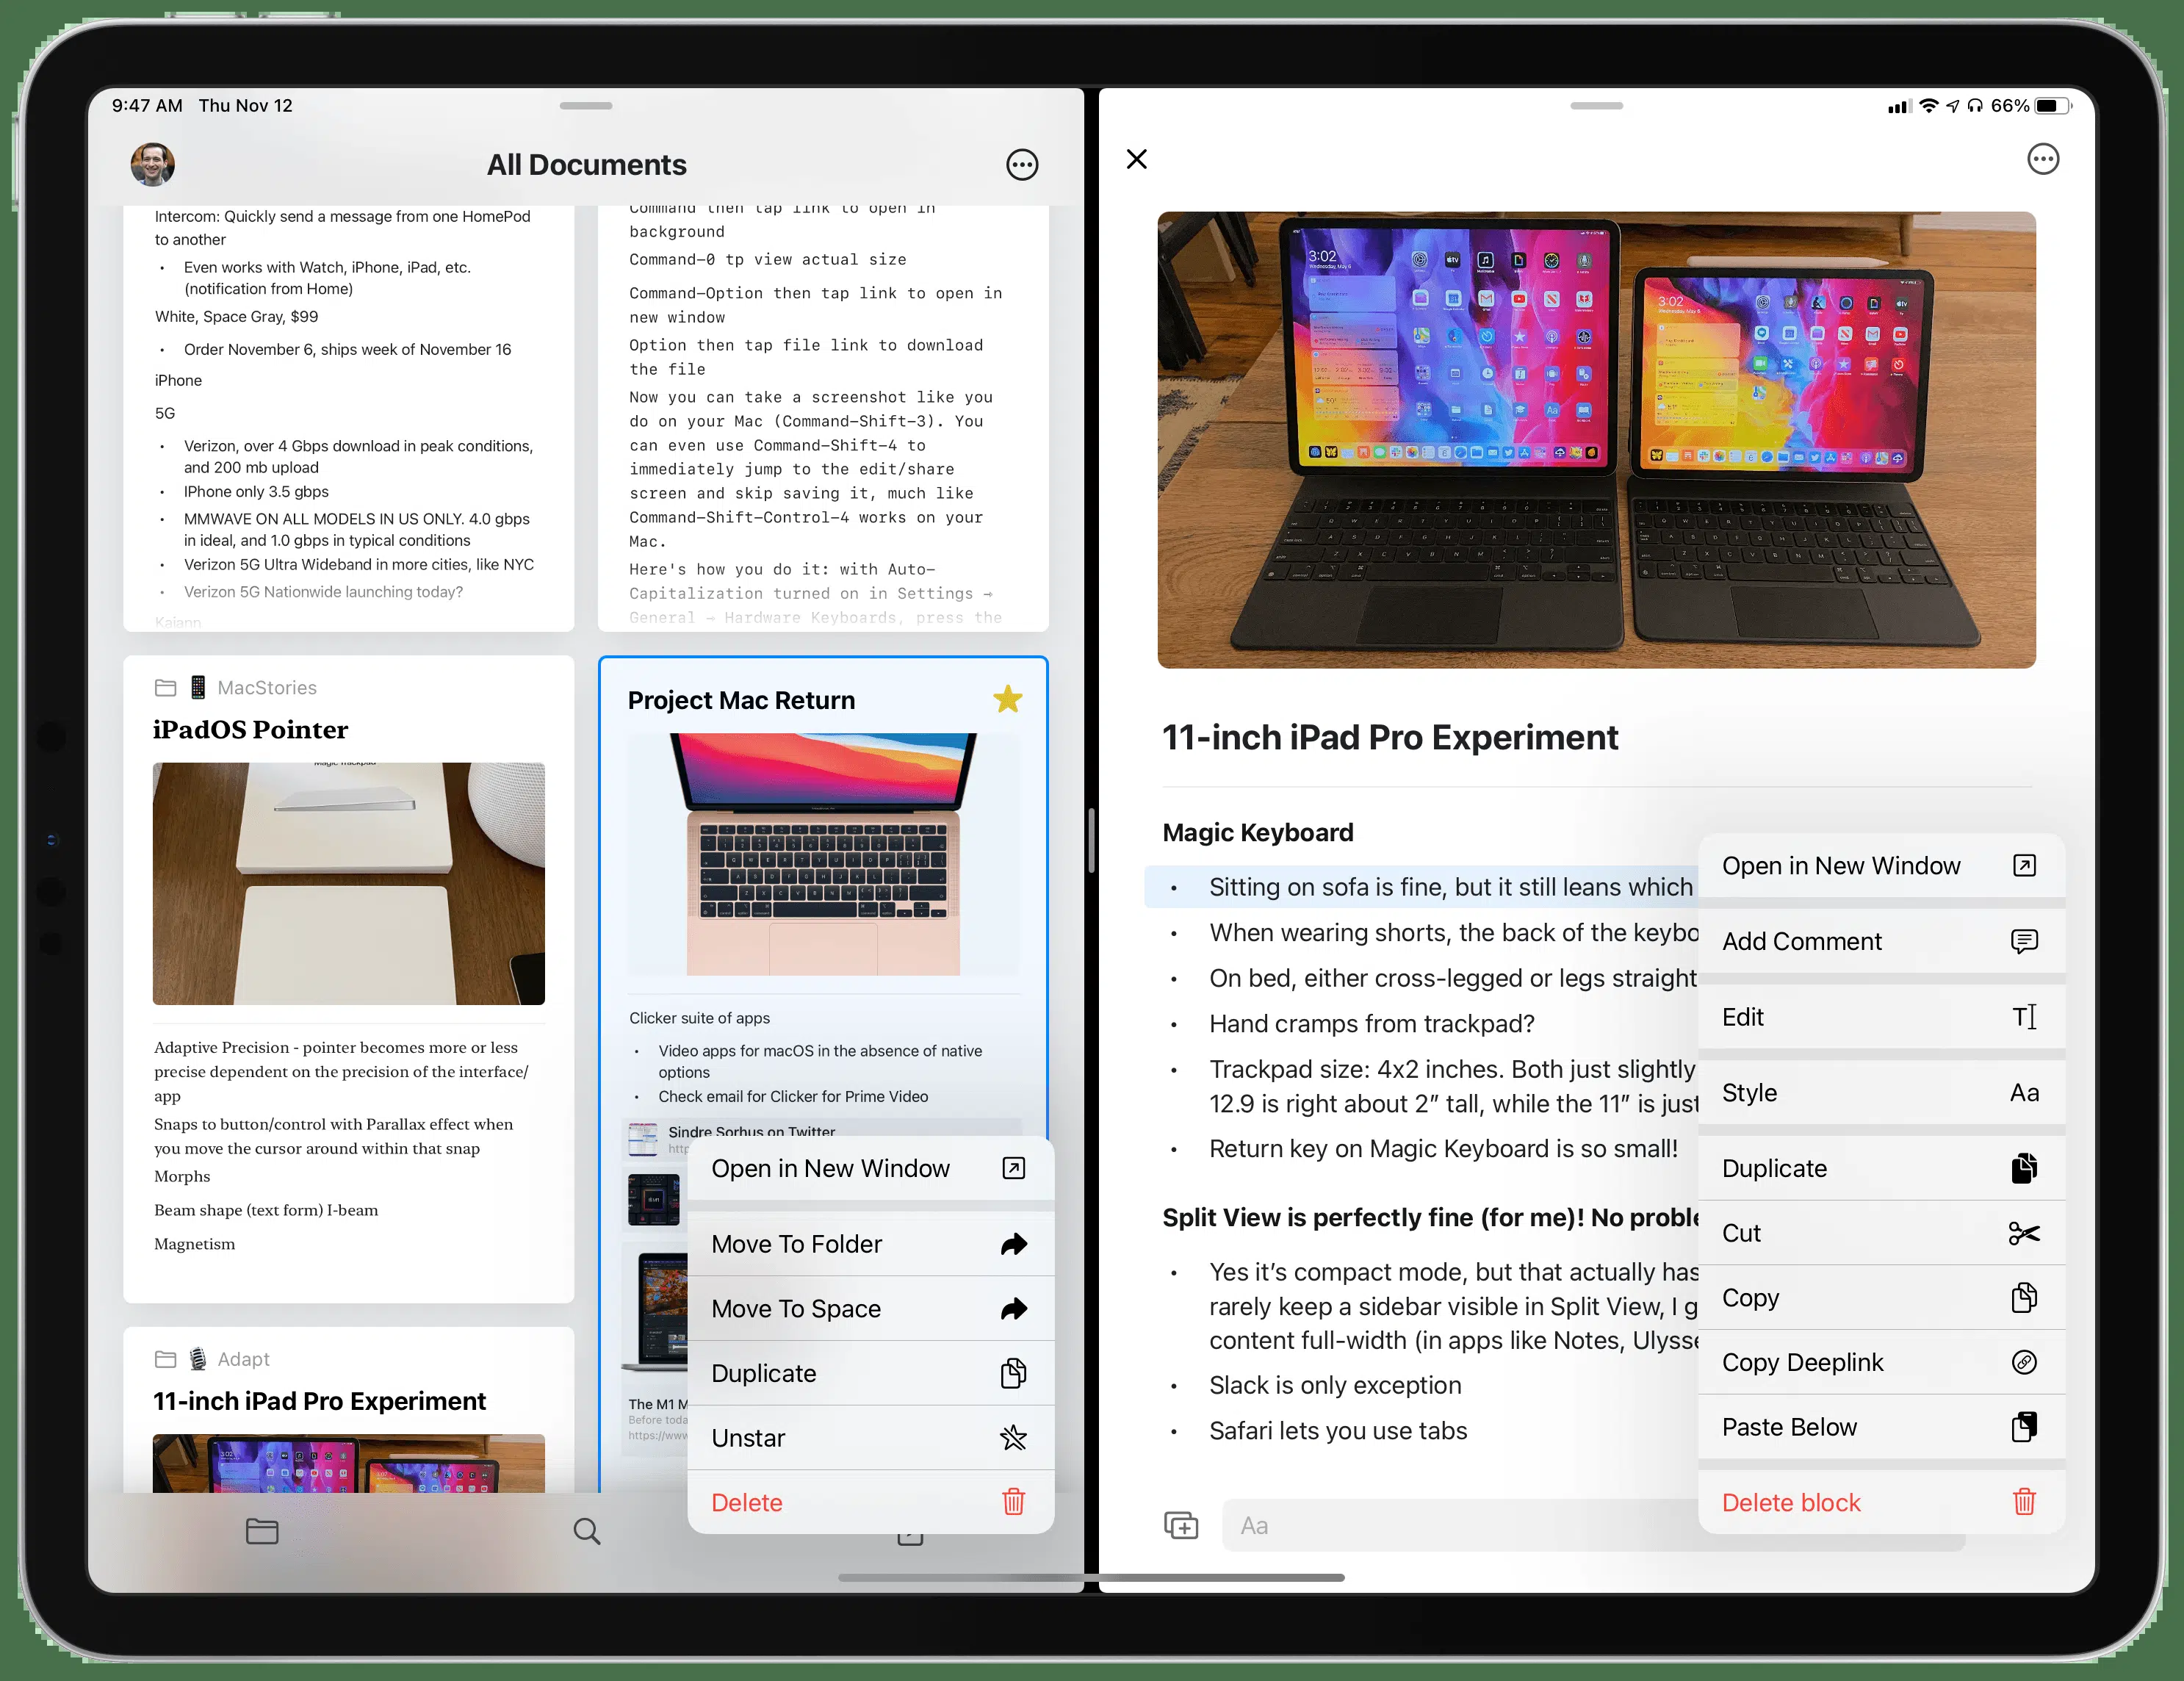 9:47 AM Thu Nov 12
All Documents
Intercom: Quickly send a message from one HomePod
to another
• Even works with Watch, iPhone, iPad, etc.
(notification from Home)
White, Space Gray, $99
• Order November 6, ships week of November 16
iPhone
5G
• Verizon, over 4 Gbps download in peak conditions,
and 200 mb upload
• IPhone only 3.5 gbps
• MMWAVE ON ALL MODELS IN US ONLY. 4.0 gbps
in ideal, and 1.0 gbps in typical conditions
• Verizon 5G Ultra Wideband in more cities, like NYC
• Verizon 5G Nationwide launching today?
Kaiann
Command then tap link to open in
background
Command-0 tp view actual size
Command-Option then tap link to open in
new window
Option then tap file link to download
the file
Now you can take a screenshot like you
do on your Mac (Command-Shift-3). You
can even use Command-Shift-4 to
immediately jump to the edit/share
screen and skip saving it, much like
Command-Shift-Control-4 works on your
Mac.
Here's how you do it: with Auto-
Capitalization turned on in Settings →
General → Hardware Keyboards, press the
MacStories
iPadOS Pointer
Magic Trackpad
Adaptive Precision - pointer becomes more or less
precise dependent on the precision of the interface/
app
Snaps to button/control with Parallax effect when
you move the cursor around within that snap
Morphs
Beam shape (text form) I-beam
Magnetism
Adapt
11-inch iPad Pro Experiment
Project Mac Return
Clicker suite of apps
• Video apps for macOS in the absence of native
options
• Check email for Clicker for Prime Video
Sindre Sorhus on Twitter
http
The M1 M
Before toda
https://www
Open in New Window
Move To Folder
Move To Space
Duplicate
Unstar
Delete
66%
3:02
Wednesday, May 6
3:02
11-inch iPad Pro Experiment
Magic Keyboard
• Sitting on sofa is fine, but it still leans which
• When wearing shorts, the back of the keybo
• On bed, either cross-legged or legs straight
• Hand cramps from trackpad?
• Trackpad size: 4x2 inches. Both just slightly
12.9 is right about 2” tall, while the 11” is just
• Return key on Magic Keyboard is so small!
Split View is perfectly fine (for me)! No proble
• Yes it’s compact mode, but that actually has
rarely keep a sidebar visible in Split View, I g
content full-width (in apps like Notes, Ulysse
• Slack is only exception
• Safari lets you use tabs
Aa
Open in New Window
Add Comment
Edit
Style Aa
Duplicate
Cut
Copy
Copy Deeplink
Paste Below
Delete block